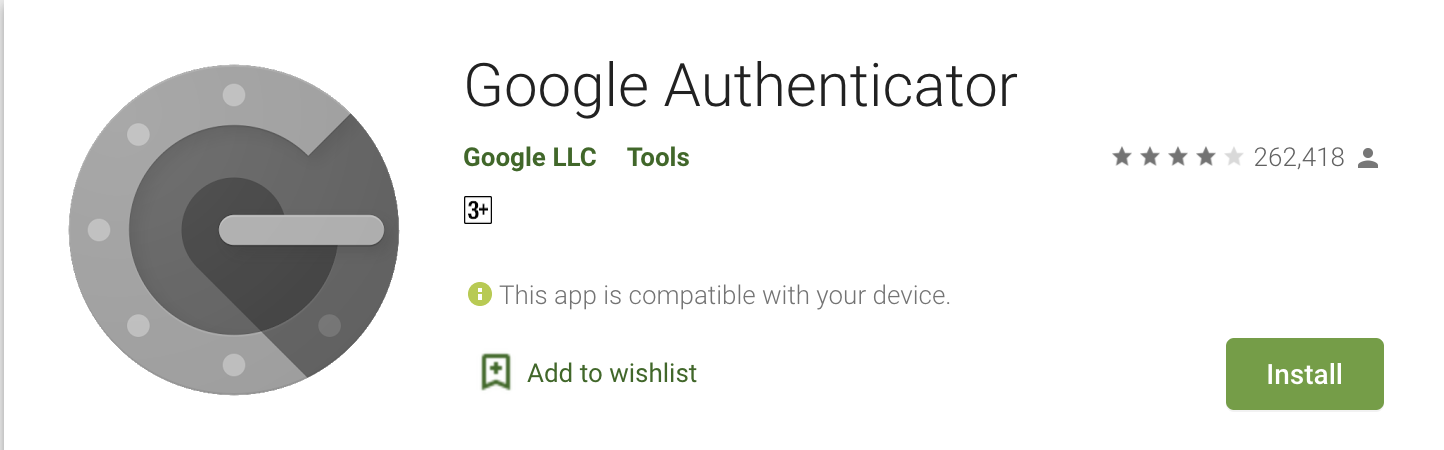 Google Authenticator
Google LLC Tools 262,418
3+
This app is compatible with your device.
Add to wishlist
Install